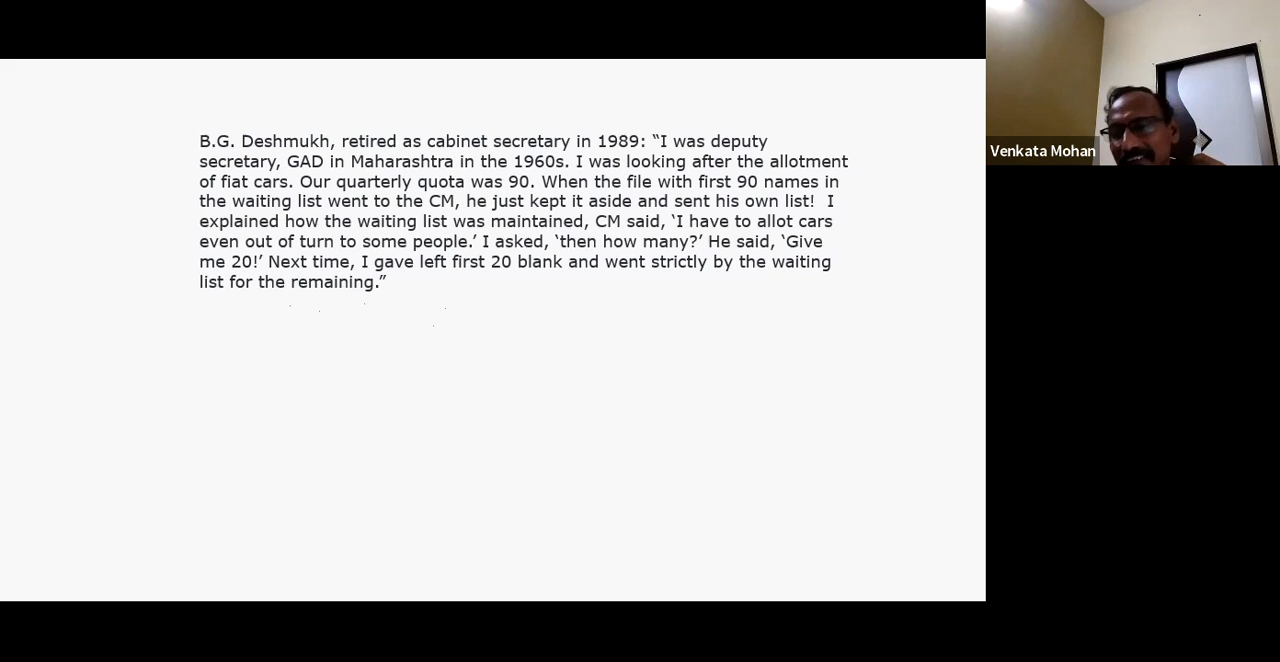 B.G. Deshmukh, retired as cabinet secretary in 1989: “I was deputy
secretary, GAD in Maharashtra in the 1960s. I was looking after the allotment
of fiat cars. Our quarterly quota was 90. When the file with first 90 names in
the waiting list went to the CM, he just kept it aside and sent his own list!  I
explained how the waiting list was maintained, CM said, ‘I have to allot cars
even out of turn to some people.’ I asked, ‘then how many?’ He said, ‘Give
me 20!’ Next time, I gave left first 20 blank and went strictly by the waiting
list for the remaining.”
Venkata Mohan